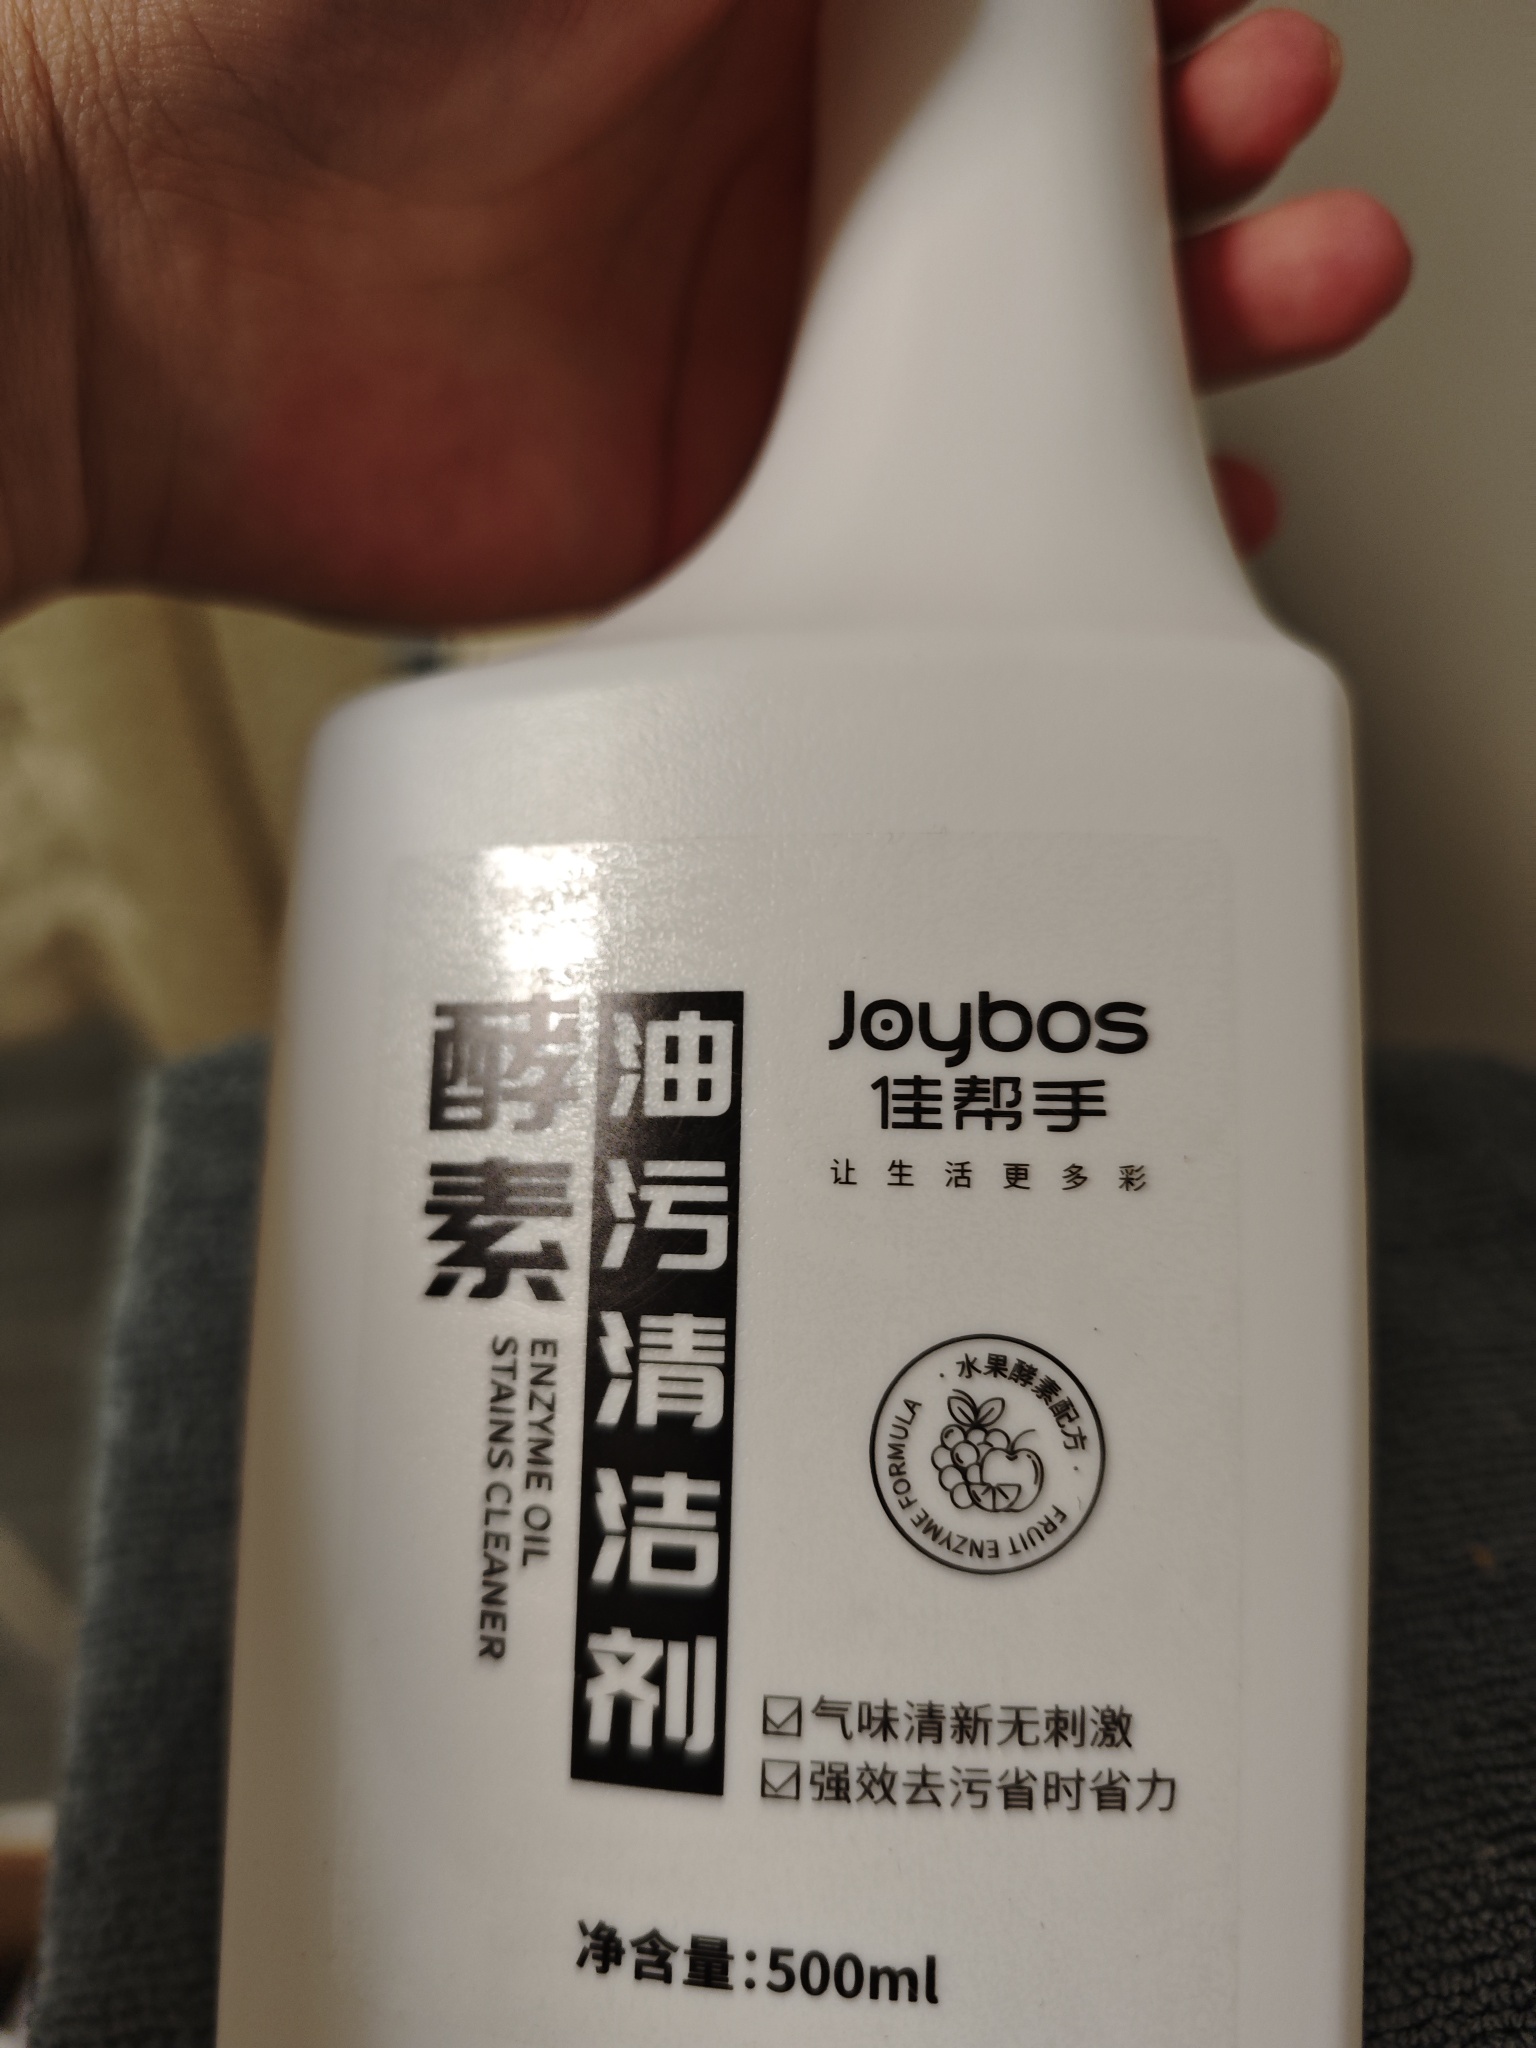 Joybos
佳帮手
让生活更多彩
酵素
油污清洁剂
ENZYME OIL
STAINS CLEANER
·水果酵素配方·
FRUIT ENZYME FORMULA
☑气味清新无刺激
☑强效去污省时省力
净含量:500ml